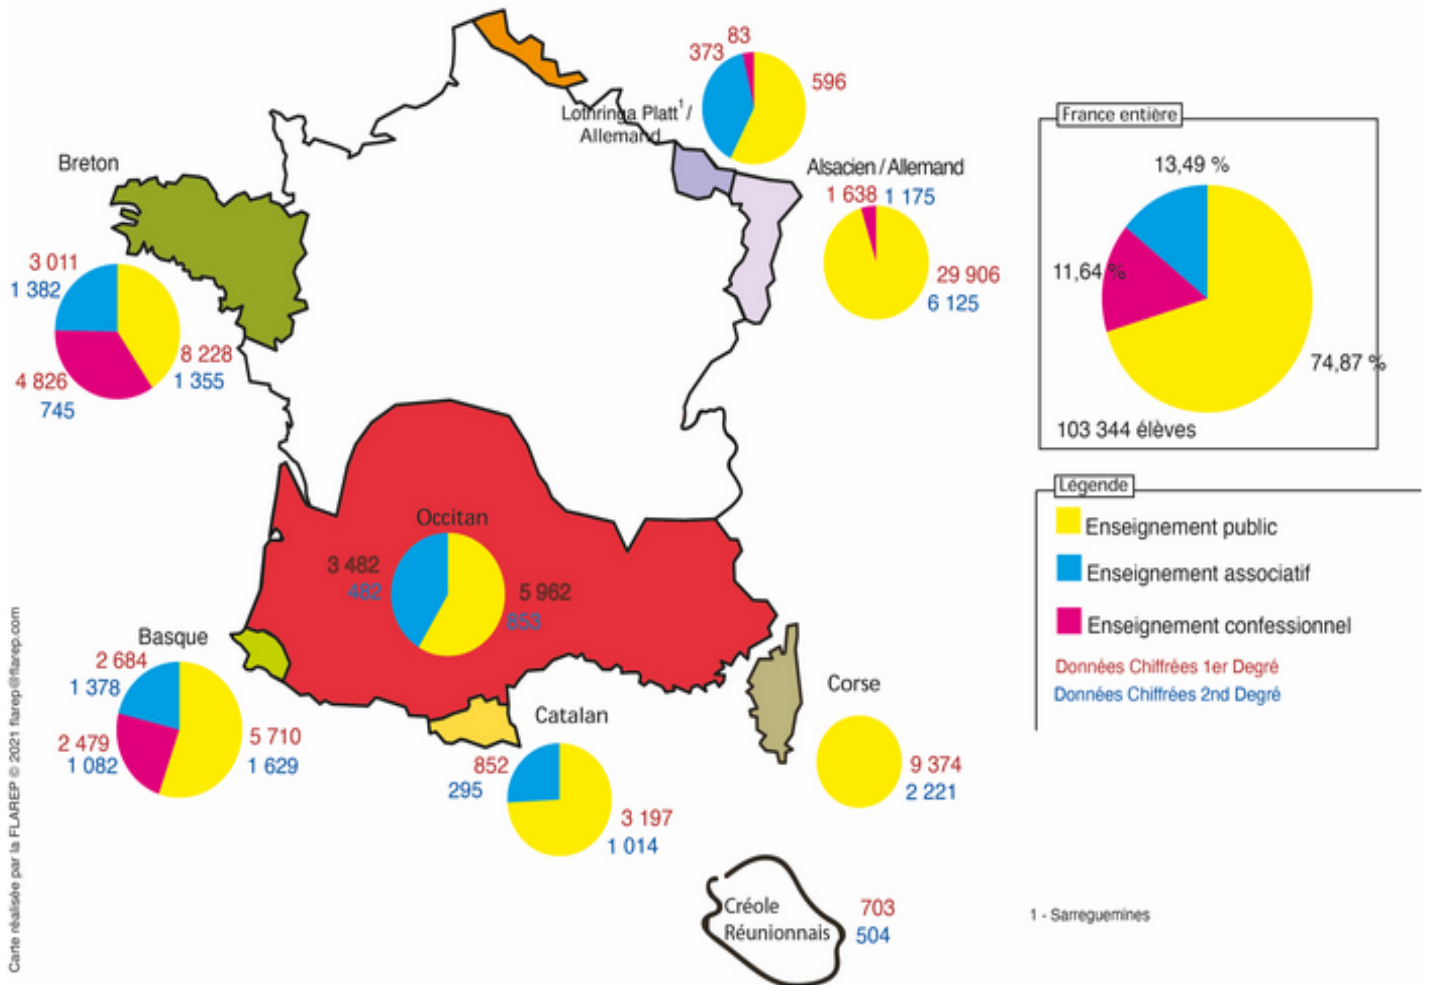 83
373
596
Lothringa Platt¹/
Allemand
Alsacien / Allemand
1 638 1 175
29 906
6 125
Breton
3 011
1 382
8 228
1 355
4 826
745
Occitan
3 482
482
5 962
853
Basque
2 684
1 378
5 710
1 629
2 479
1 082
Catalan
852
295
3 197
1 014
Corse
9 374
2 221
Créole
Réunionnais
703
504
France entière
13,49 %
11,64 %
74,87 %
103 344 élèves
Légende
Enseignement public
Enseignement associatif
Enseignement confessionnel
Données Chiffrées 1er Degré
Données Chiffrées 2nd Degré
1 - Sarreguemines
Carte réalisée par la FLAREP © 2021 flarep@flarep.com